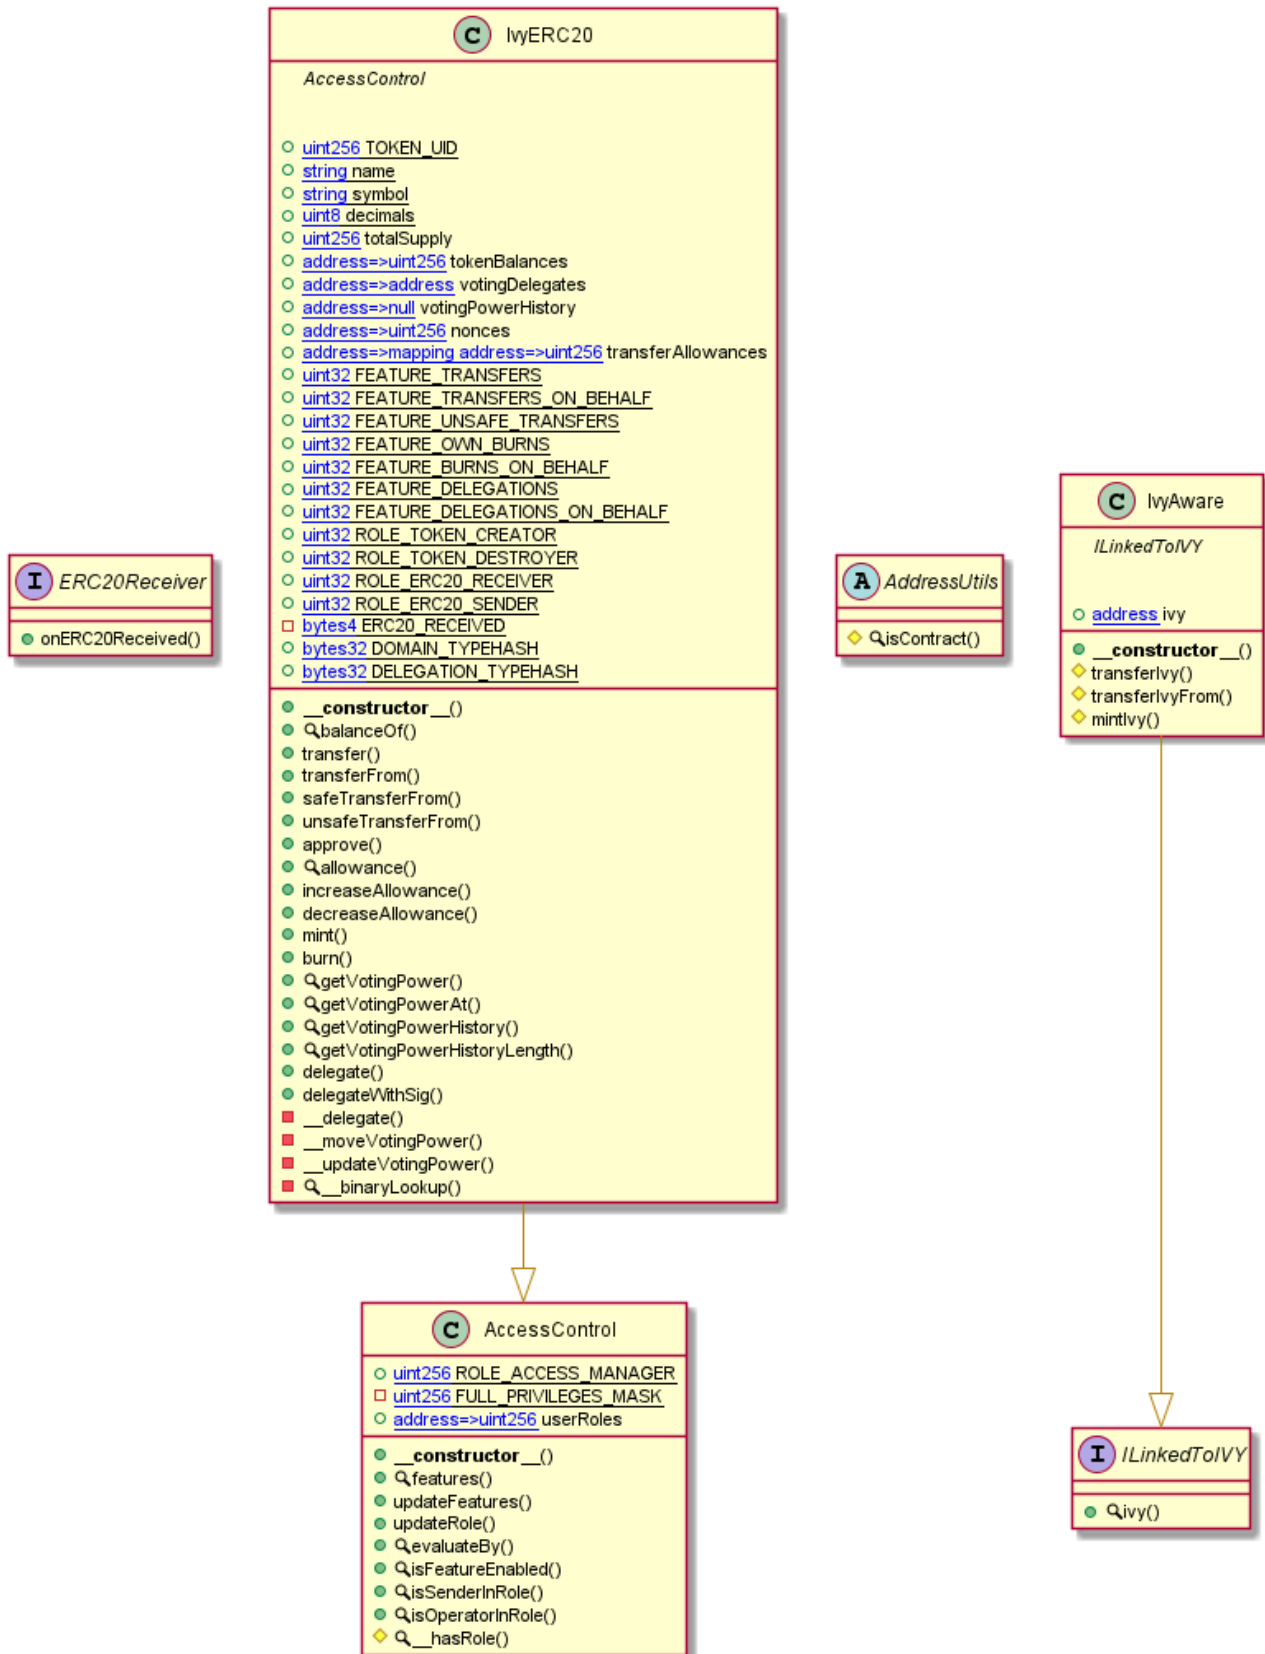 C IvyERC20
AccessControl
uint256 TOKEN_UID
string name
string symbol
uint8 decimals
uint256 totalSupply
address=>uint256 tokenBalances
address=>address votingDelegates
address=>null votingPowerHistory
address=>uint256 nonces
address=>mapping address=>uint256 transferAllowances
uint32 FEATURE_TRANSFERS
uint32 FEATURE_TRANSFERS_ON_BEHALF
uint32 FEATURE_UNSAFE_TRANSFERS
uint32 FEATURE_OWN_BURNS
uint32 FEATURE_BURNS_ON_BEHALF
uint32 FEATURE_DELEGATIONS
uint32 FEATURE_DELEGATIONS_ON_BEHALF
uint32 ROLE_TOKEN_CREATOR
uint32 ROLE_TOKEN_DESTROYER
uint32 ROLE_ERC20_RECEIVER
uint32 ROLE_ERC20_SENDER
bytes4 ERC20_RECEIVED
bytes32 DOMAIN_TYPEHASH
bytes32 DELEGATION_TYPEHASH
__constructor__()
balanceOf()
transfer()
transferFrom()
safeTransferFrom()
unsafeTransferFrom()
approve()
allowance()
increaseAllowance()
decreaseAllowance()
mint()
burn()
getVotingPower()
getVotingPowerAt()
getVotingPowerHistory()
getVotingPowerHistoryLength()
delegate()
delegateWithSig()
__delegate()
__moveVotingPower()
__updateVotingPower()
__binaryLookup()
I ERC20Receiver
onERC20Received()
A AddressUtils
isContract()
C IvyAware
ILinkedToIVY
address ivy
__constructor__()
transferIvy()
transferIvyFrom()
mintIvy()
C AccessControl
uint256 ROLE_ACCESS_MANAGER
uint256 FULL_PRIVILEGES_MASK
address=>uint256 userRoles
__constructor__()
features()
updateFeatures()
updateRole()
evaluateBy()
isFeatureEnabled()
isSenderInRole()
isOperatorInRole()
__hasRole()
I ILinkedToIVY
ivy()